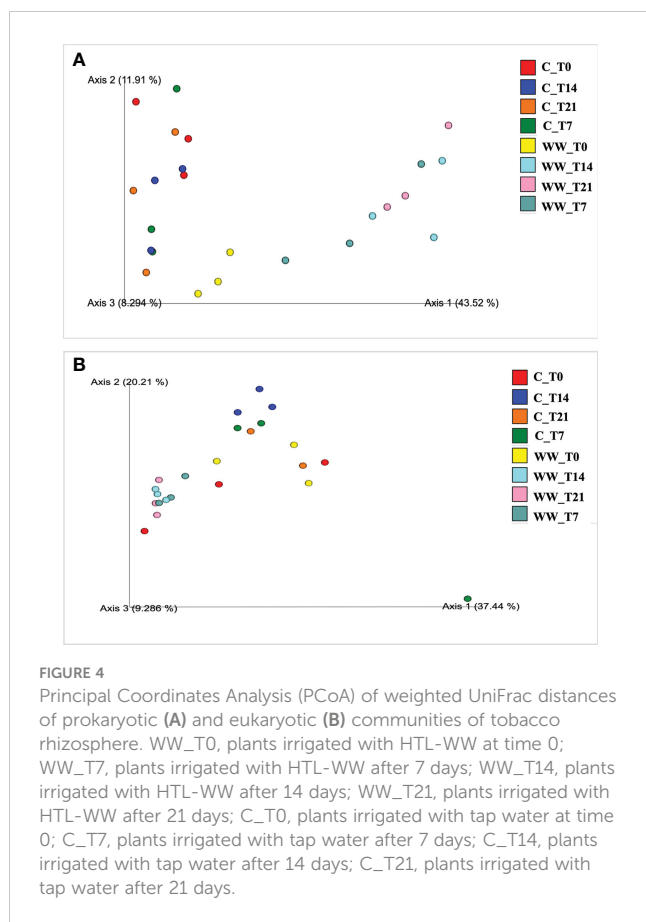 A
Axis 2 (11.91 %)
C_T0
C_T14
C_T21
C_T7
WW_T0
WW_T14
WW_T21
WW_T7
Axis 3 (8.294 %)
Axis 1 (43.52 %)
B
Axis 2 (20.21 %)
C_T0
C_T14
C_T21
C_T7
WW_T0
WW_T14
WW_T21
WW_T7
Axis 3 (9.286 %)
Axis 1 (37.44 %)
FIGURE 4
Principal Coordinates Analysis (PCoA) of weighted UniFrac distances
of prokaryotic (A) and eukaryotic (B) communities of tobacco
rhizosphere. WW_T0, plants irrigated with HTL-WW at time 0;
WW_T7, plants irrigated with HTL-WW after 7 days; WW_T14, plants
irrigated with HTL-WW after 14 days; WW_T21, plants irrigated with
HTL-WW after 21 days; C_T0, plants irrigated with tap water at time
0; C_T7, plants irrigated with tap water after 7 days; C_T14, plants
irrigated with tap water after 14 days; C_T21, plants irrigated with
tap water after 21 days.